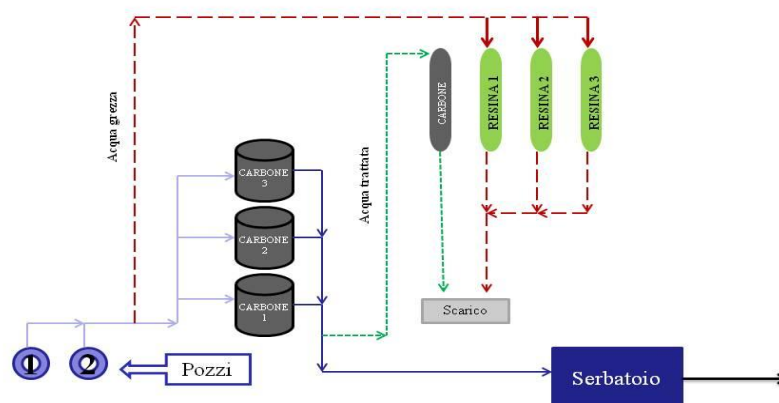 Acqua grezza
CARBONE
3
CARBONE
2
CARBONE
1
Acqua trattata
CARBONE
RESINA 1
RESINA 2
RESINA 3
Scarico
1
2
Pozzi
Serbatoio